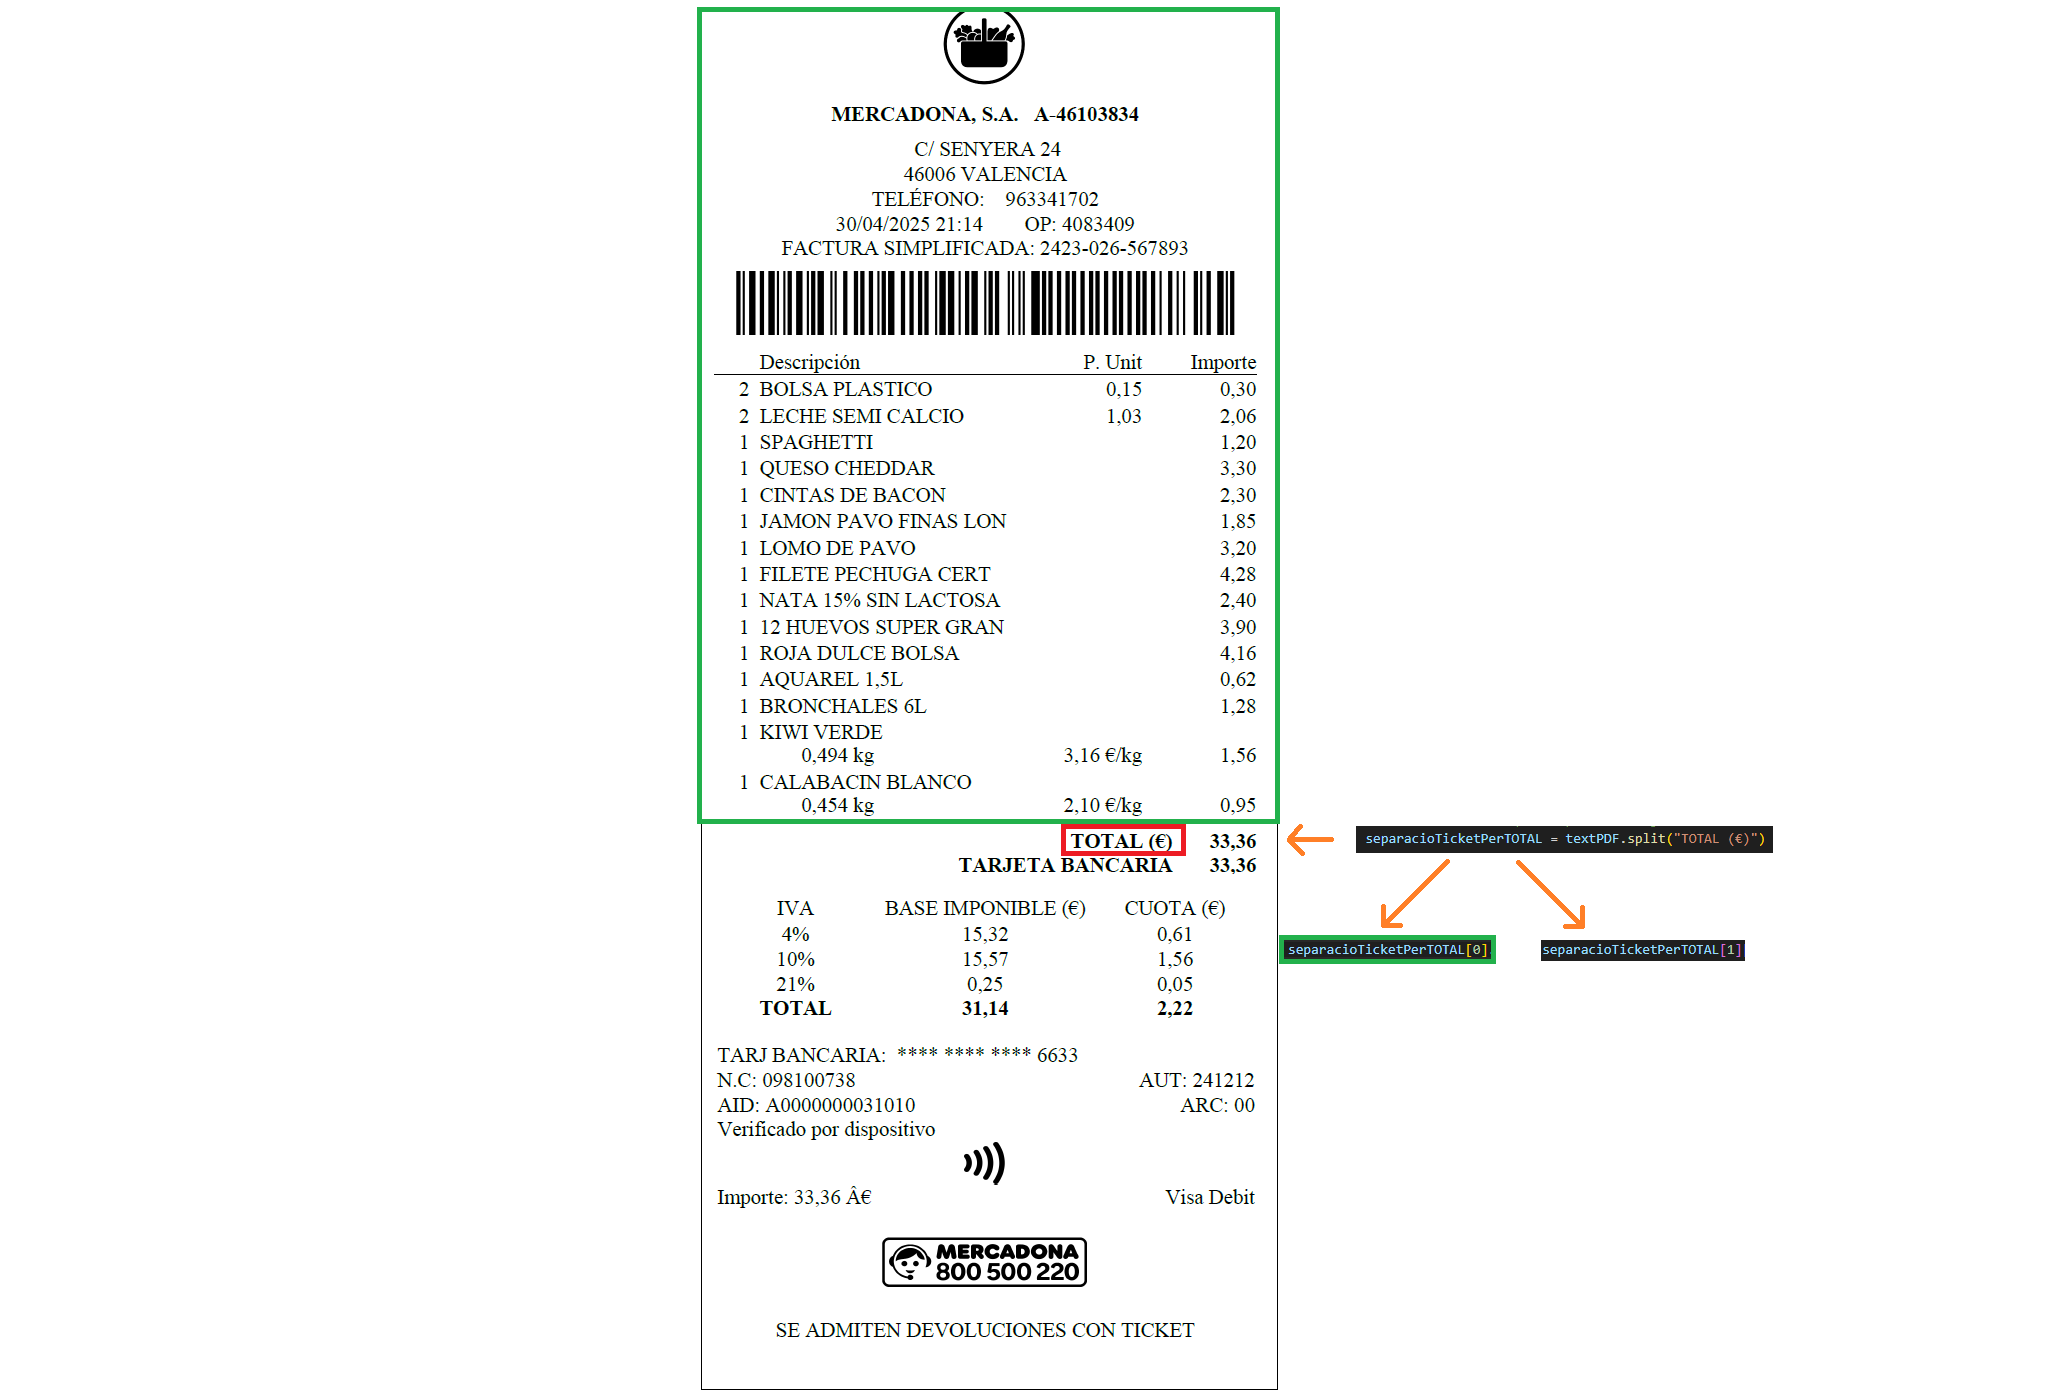 MERCADONA, S.A. A-46103834
C/ SENYERA 24
46006 VALENCIA
TELÉFONO: 963341702
30/04/2025 21:14 OP: 4083409
FACTURA SIMPLIFICADA: 2423-026-567893
Descripción P. Unit Importe
2 BOLSA PLASTICO 0,15 0,30
2 LECHE SEMI CALCIO 1,03 2,06
1 SPAGHETTI 1,20
1 QUESO CHEDDAR 3,30
1 CINTAS DE BACON 2,30
1 JAMON PAVO FINAS LON 1,85
1 LOMO DE PAVO 3,20
1 FILETE PECHUGA CERT 4,28
1 NATA 15% SIN LACTOSA 2,40
1 12 HUEVOS SUPER GRAN 3,90
1 ROJA DULCE BOLSA 4,16
1 AQUAREL 1,5L 0,62
1 BRONCHALES 6L 1,28
1 KIWI VERDE
0,494 kg 3,16 €/kg 1,56
1 CALABACIN BLANCO
0,454 kg 2,10 €/kg 0,95
TOTAL (€) 33,36
TARJETA BANCARIA 33,36
separacioTicketPerTOTAL = textPDF.split("TOTAL (€)")
separacioTicketPerTOTAL[0]
separacioTicketPerTOTAL[1]
IVA BASE IMPONIBLE (€) CUOTA (€)
4% 15,32 0,61
10% 15,57 1,56
21% 0,25 0,05
TOTAL 31,14 2,22
TARJ BANCARIA: **** **** **** 6633
N.C: 098100738 AUT: 241212
AID: A0000000031010 ARC: 00
Verificado por dispositivo
Importe: 33,36 Â€ Visa Debit
MERCADONA
800 500 220
SE ADMITEN DEVOLUCIONES CON TICKET